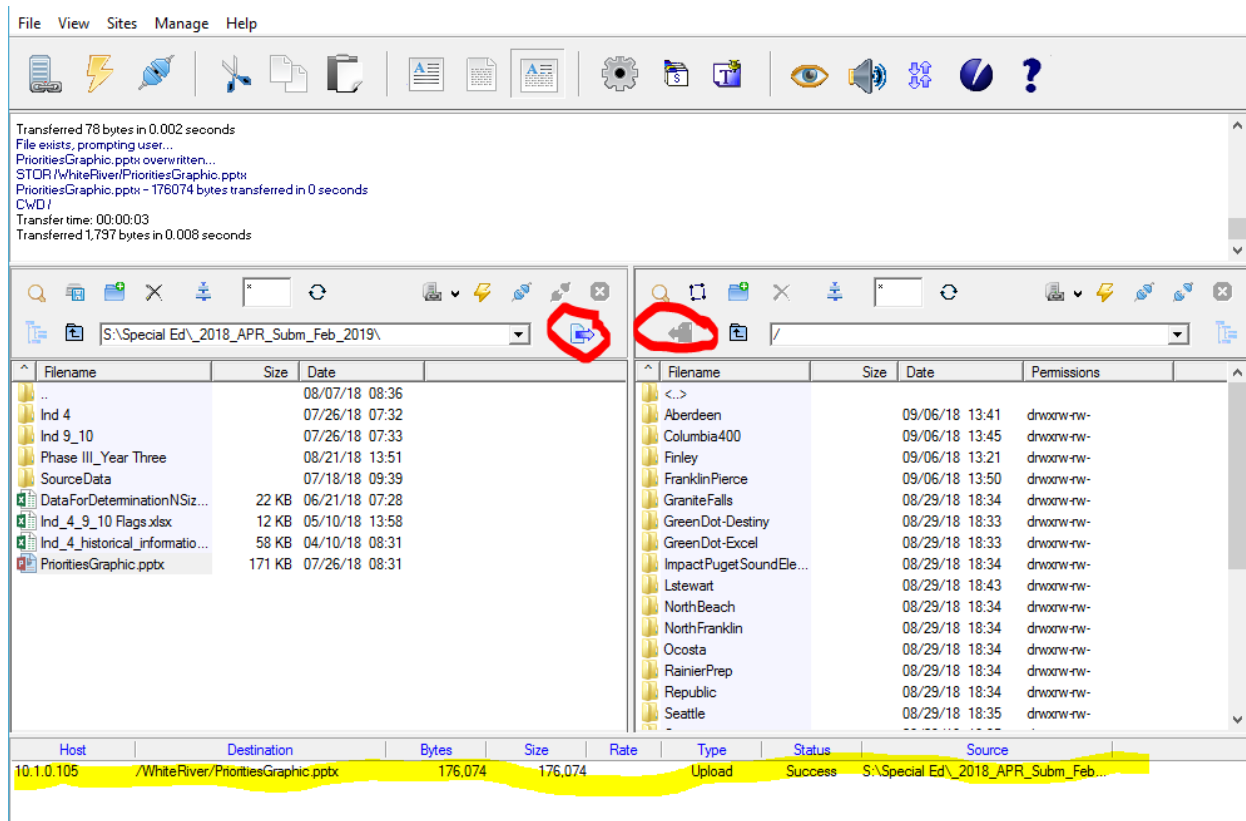 File View Sites Manage Help
Transferred 78 bytes in 0.002 seconds
File exists, prompting user...
PrioritiesGraphic.pptx overwritten...
STOR /WhiteRiver/PrioritiesGraphic.pptx
PrioritiesGraphic.pptx - 176074 bytes transferred in 0 seconds
CWD /
Transfer time: 00:00:03
Transferred 1,797 bytes in 0.008 seconds
S:\Special Ed\_2018_APR_Subm_Feb_2019\
Filename Size Date
.. 08/07/18 08:36
Ind 4 07/26/18 07:32
Ind 9_10 07/26/18 07:33
Phase III_Year Three 08/21/18 13:51
SourceData 07/18/18 09:39
DataForDeterminationNSiz... 22 KB 06/21/18 07:28
Ind_4_9_10 Flags.xlsx 12 KB 05/10/18 13:58
Ind_4_historical_informatio... 58 KB 04/10/18 08:31
PrioritiesGraphic.pptx 171 KB 07/26/18 08:31
/
Filename Size Date Permissions
<..>
Aberdeen 09/06/18 13:41 drwxrw-rw-
Columbia400 09/06/18 13:45 drwxrw-rw-
Finley 09/06/18 13:21 drwxrw-rw-
FranklinPierce 09/06/18 13:50 drwxrw-rw-
GraniteFalls 08/29/18 18:34 drwxrw-rw-
GreenDot-Destiny 08/29/18 18:33 drwxrw-rw-
GreenDot-Excel 08/29/18 18:33 drwxrw-rw-
ImpactPugetSoundEle... 08/29/18 18:34 drwxrw-rw-
Lstewart 08/29/18 18:43 drwxrw-rw-
NorthBeach 08/29/18 18:34 drwxrw-rw-
NorthFranklin 08/29/18 18:34 drwxrw-rw-
Ocosta 08/29/18 18:34 drwxrw-rw-
RainierPrep 08/29/18 18:34 drwxrw-rw-
Republic 08/29/18 18:34 drwxrw-rw-
Seattle 08/29/18 18:35 drwxrw-rw-
Host Destination Bytes Size Rate Type Status Source
10.1.0.105 /WhiteRiver/PrioritiesGraphic.pptx 176,074 176,074 Upload Success S:\Special Ed\_2018_APR_Subm_Feb...